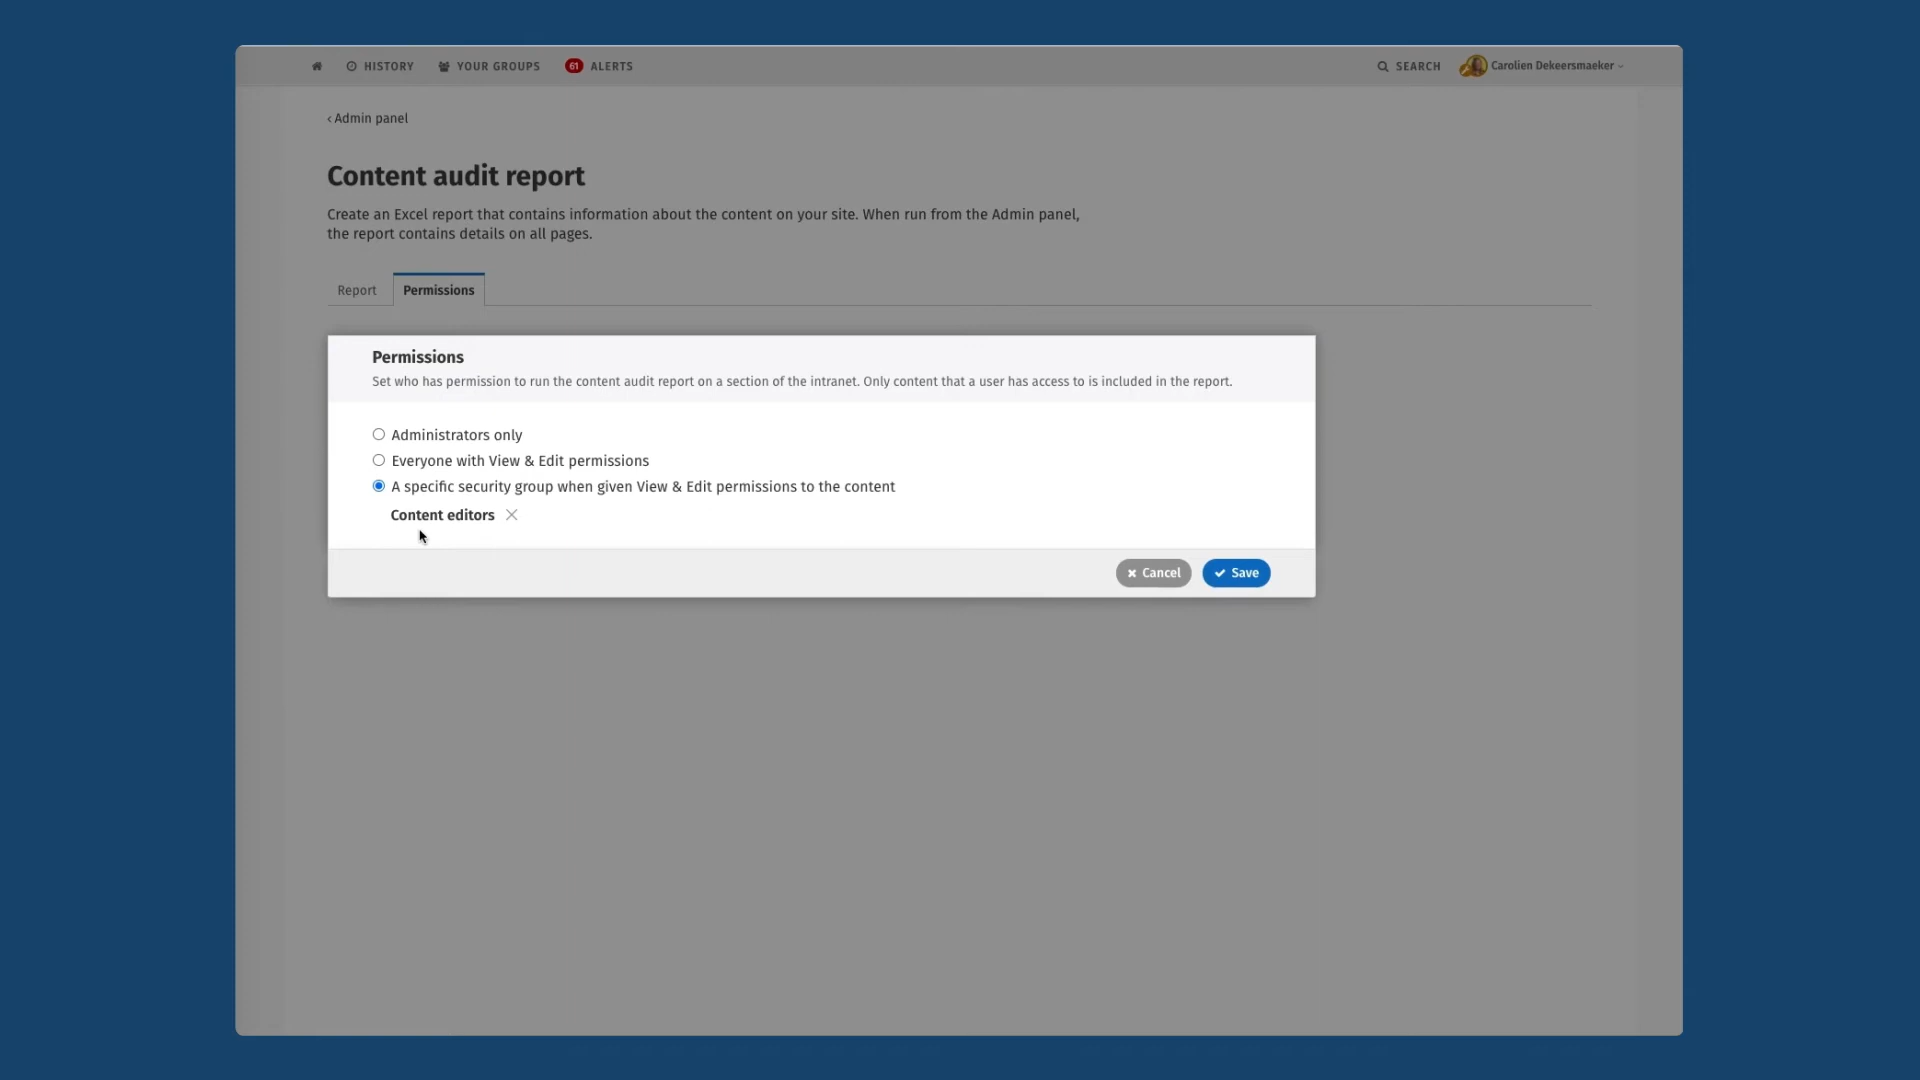 HISTORY YOUR GROUPS 61 ALERTS SEARCH Carolien Dekeersmaeker
‹ Admin panel
Content audit report
Create an Excel report that contains information about the content on your site. When run from the Admin panel,
the report contains details on all pages.
Report Permissions
Permissions
Set who has permission to run the content audit report on a section of the intranet. Only content that a user has access to is included in the report.
Administrators only
Everyone with View & Edit permissions
A specific security group when given View & Edit permissions to the content
Content editors
Cancel Save